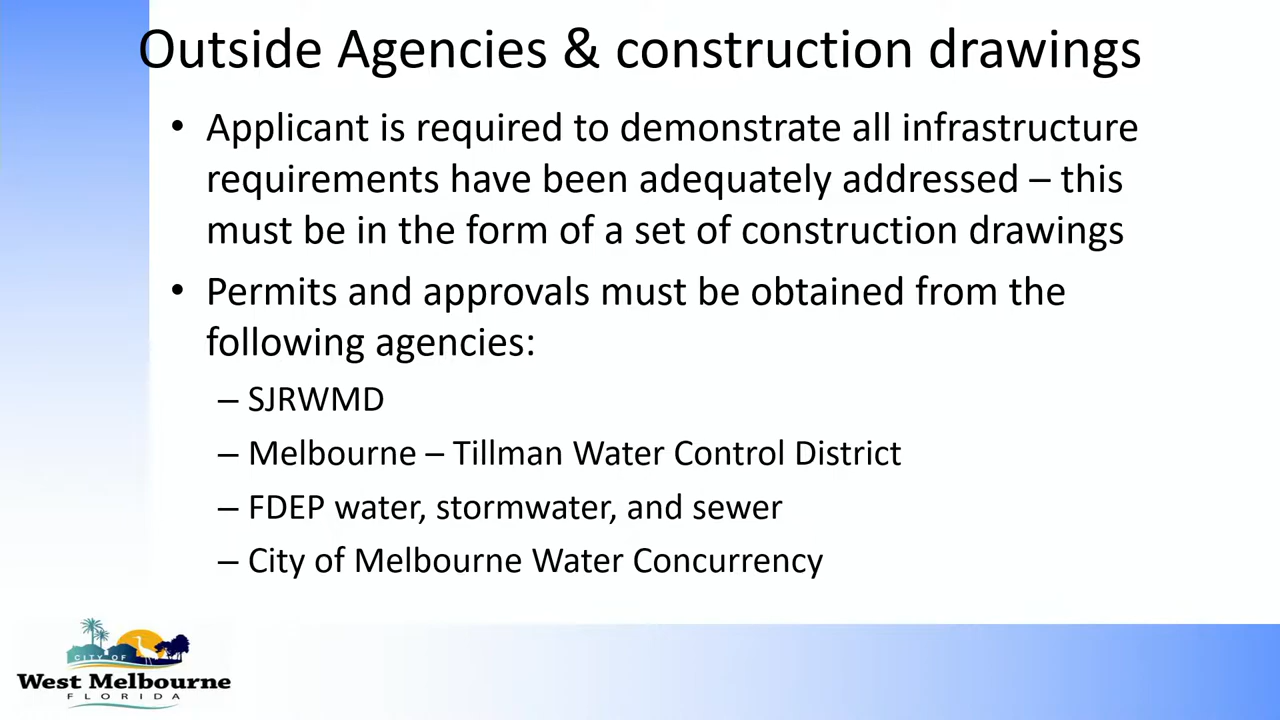 Outside Agencies & construction drawings
• Applicant is required to demonstrate all infrastructure
requirements have been adequately addressed – this
must be in the form of a set of construction drawings
• Permits and approvals must be obtained from the
following agencies:
– SJRWMD
– Melbourne – Tillman Water Control District
– FDEP water, stormwater, and sewer
– City of Melbourne Water Concurrency
CITY OF
West Melbourne
FLORIDA